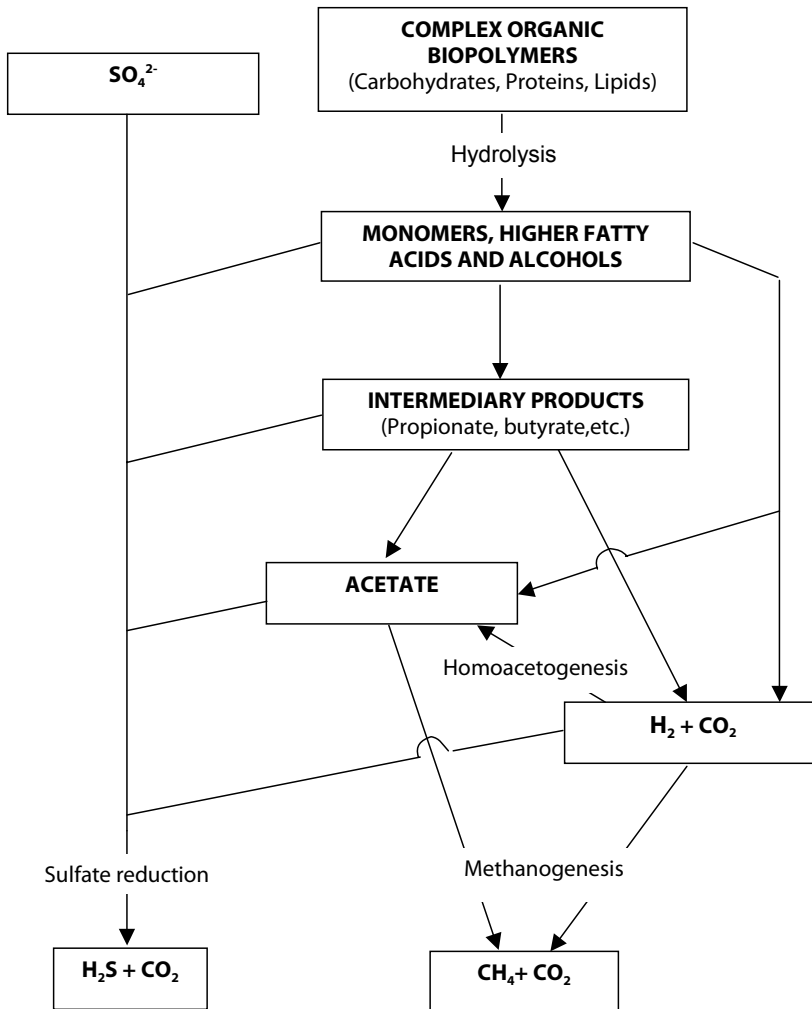 COMPLEX ORGANIC
BIOPOLYMERS
(Carbohydrates, Proteins, Lipids)
SO₄²⁻
Hydrolysis
MONOMERS, HIGHER FATTY
ACIDS AND ALCOHOLS
INTERMEDIARY PRODUCTS
(Propionate, butyrate,etc.)
ACETATE
Homoacetogenesis
H₂ + CO₂
Sulfate reduction
Methanogenesis
H₂S + CO₂
CH₄+ CO₂